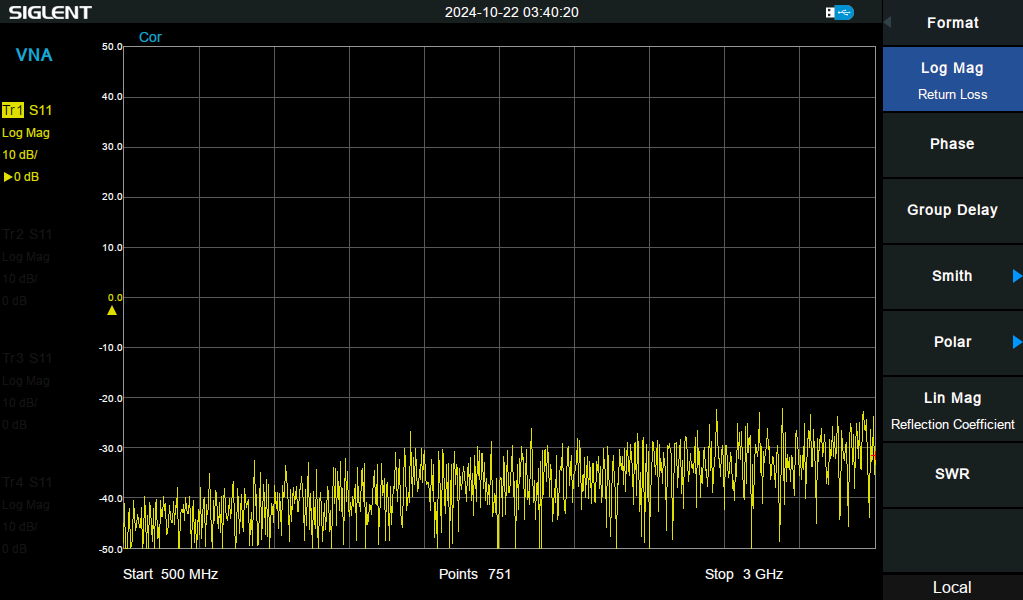 SIGLENT
2024-10-22 03:40:20
Format
VNA
Cor
50.0
40.0
30.0
20.0
10.0
0.0
-10.0
-20.0
-30.0
-40.0
-50.0
Tr1 S11
Log Mag
10 dB/
0 dB
Tr2 S11
Log Mag
10 dB/
0 dB
Tr3 S11
Log Mag
10 dB/
0 dB
Tr4 S11
Log Mag
10 dB/
0 dB
Start 500 MHz
Points 751
Stop 3 GHz
Log Mag
Return Loss
Phase
Group Delay
Smith
Polar
Lin Mag
Reflection Coefficient
SWR
Local